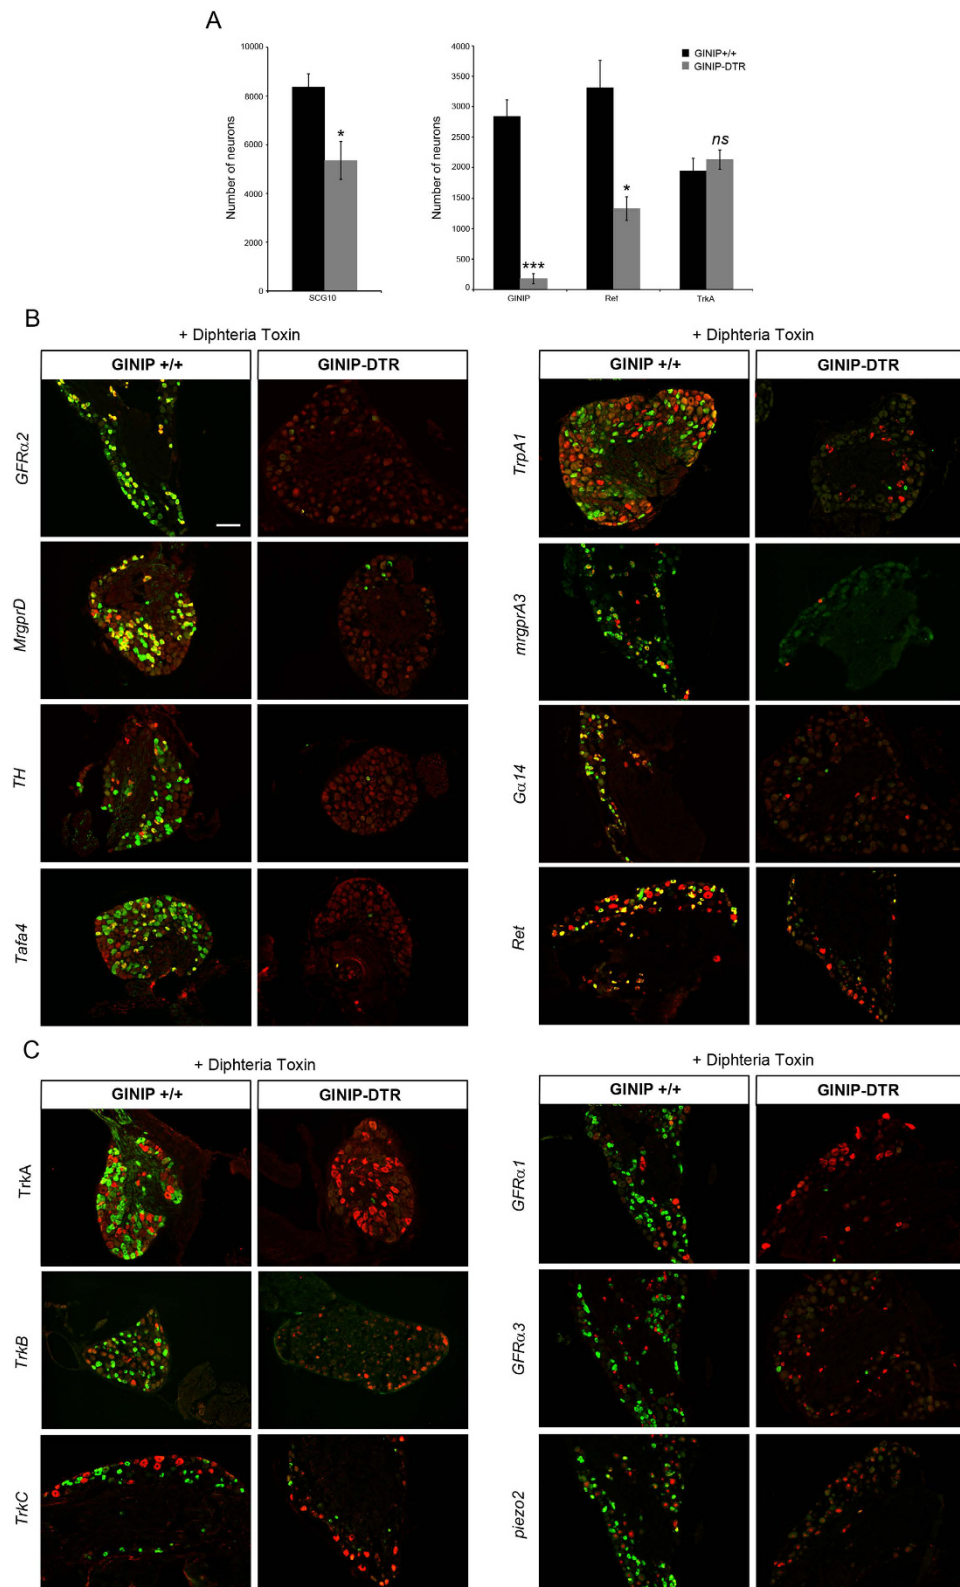 A
10000
8000
6000
4000
2000
0
Number of neurons
*
SCG10
4000
3500
3000
2500
2000
1500
1000
500
0
Number of neurons
***
*
ns
GINIP
Ret
TrkA
GINIP+/+
GINIP-DTR
B
+ Diphteria Toxin
GINIP +/+
GINIP-DTR
GFRα2
MrgprD
TH
Tafa4
+ Diphteria Toxin
GINIP +/+
GINIP-DTR
TrpA1
mrgprA3
Gα14
Ret
C
+ Diphteria Toxin
GINIP +/+
GINIP-DTR
TrkA
TrkB
TrkC
+ Diphteria Toxin
GINIP +/+
GINIP-DTR
GFRα1
GFRα3
piezo2